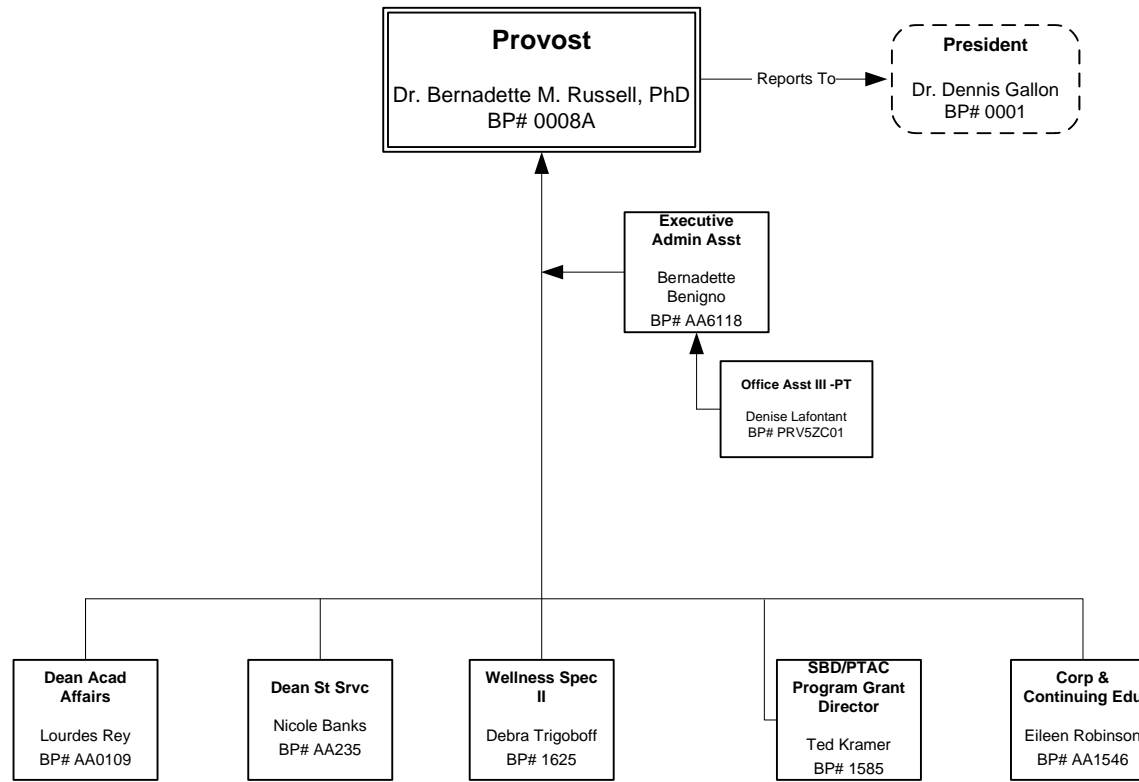 Provost
Dr. Bernadette M. Russell, PhD
BP# 0008A
Reports To
President
Dr. Dennis Gallon
BP# 0001
Executive
Admin Asst
Bernadette
Benigno
BP# AA6118
Office Asst III -PT
Denise Lafontant
BP# PRV5ZC01
Dean Acad
Affairs
Lourdes Rey
BP# AA0109
Dean St Srvc
Nicole Banks
BP# AA235
Wellness Spec
II
Debra Trigoboff
BP# 1625
SBD/PTAC
Program Grant
Director
Ted Kramer
BP# 1585
Corp &
Continuing Edu
Eileen Robinson
BP# AA1546